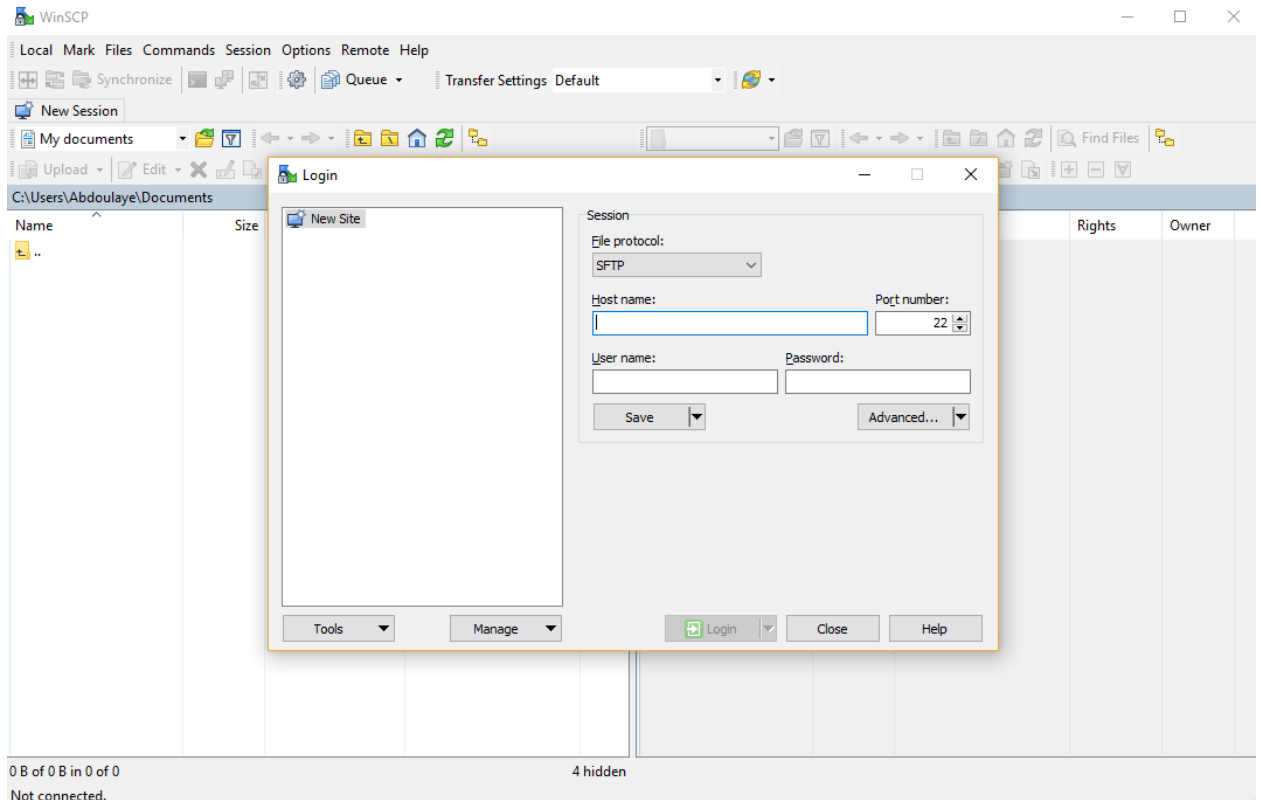 WinSCP
Local Mark Files Commands Session Options Remote Help
Synchronize Queue Transfer Settings Default
New Session
My documents Find Files
Upload Edit
Login
C:\Users\Abdoulaye\Documents
Name Size Rights Owner
..
New Site
Session
File protocol:
SFTP
Host name: Port number:
22
User name: Password:
Save Advanced...
Tools Manage Login Close Help
0 B of 0 B in 0 of 0 4 hidden
Not connected.